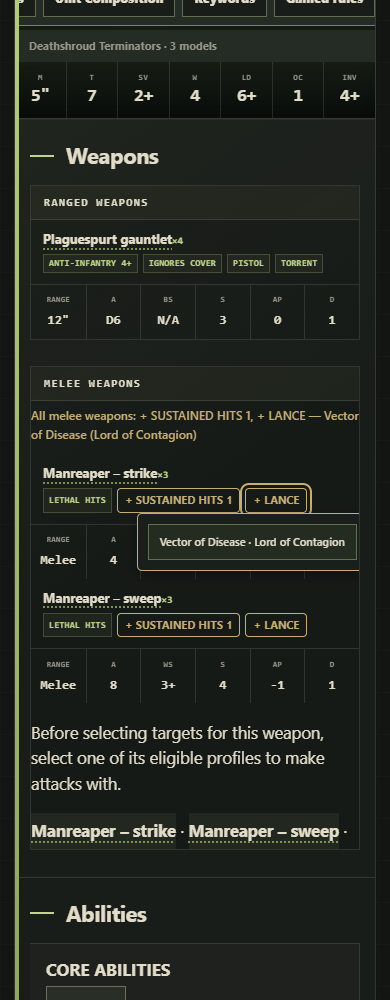 Unit Composition Keywords
Deathshroud Terminators · 3 models
M T SV W LD OC INV
5" 7 2+ 4 6+ 1 4+
Weapons
RANGED WEAPONS
Plaguespurt gauntlet×4
ANTI-INFANTRY 4+ IGNORES COVER PISTOL TORRENT
RANGE A BS S AP D
12" D6 N/A 3 0 1
MELEE WEAPONS
All melee weapons: + SUSTAINED HITS 1, + LANCE — Vector
of Disease (Lord of Contagion)
Manreaper – strike×3
LETHAL HITS + SUSTAINED HITS 1 + LANCE
Vector of Disease · Lord of Contagion
RANGE A
Melee 4
Manreaper – sweep×3
LETHAL HITS + SUSTAINED HITS 1 + LANCE
RANGE A WS S AP D
Melee 8 3+ 4 -1 1
Before selecting targets for this weapon,
select one of its eligible profiles to make
attacks with.
Manreaper – strike · Manreaper – sweep ·
Abilities
CORE ABILITIES